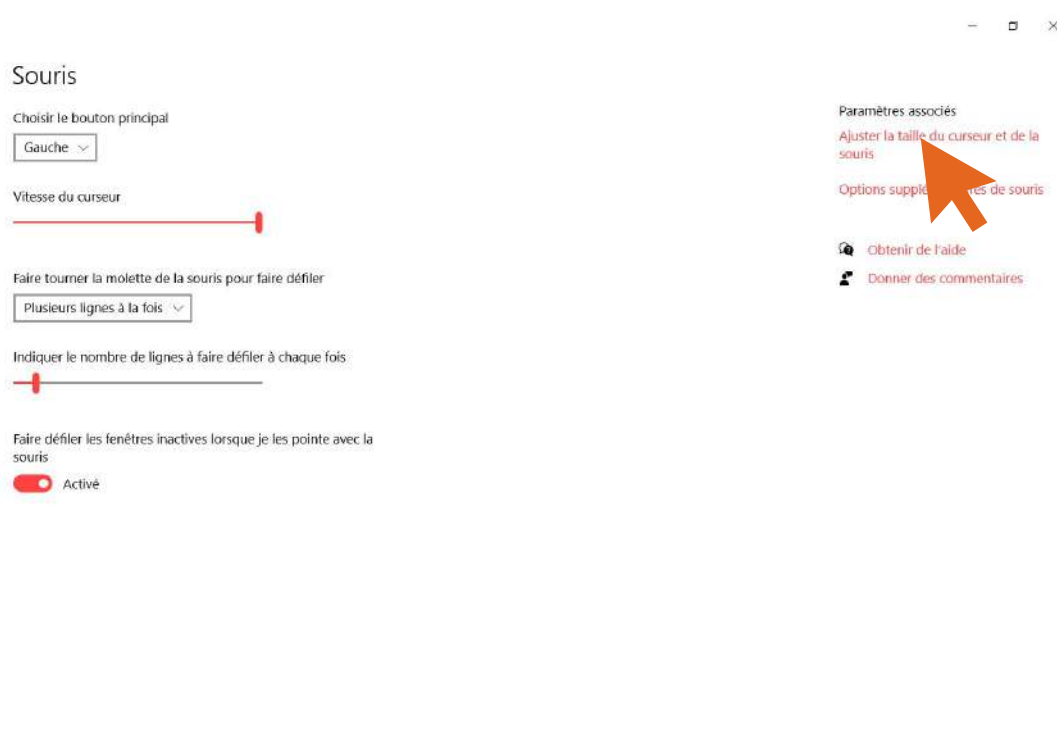 Souris
Choisir le bouton principal
Gauche
Vitesse du curseur
Faire tourner la molette de la souris pour faire défiler
Plusieurs lignes à la fois
Indiquer le nombre de lignes à faire défiler à chaque fois
Faire défiler les fenêtres inactives lorsque je les pointe avec la
souris
Activé
Paramètres associés
Ajuster la taille du curseur et de la
souris
Options de souris
Obtenir de l'aide
Donner des commentaires